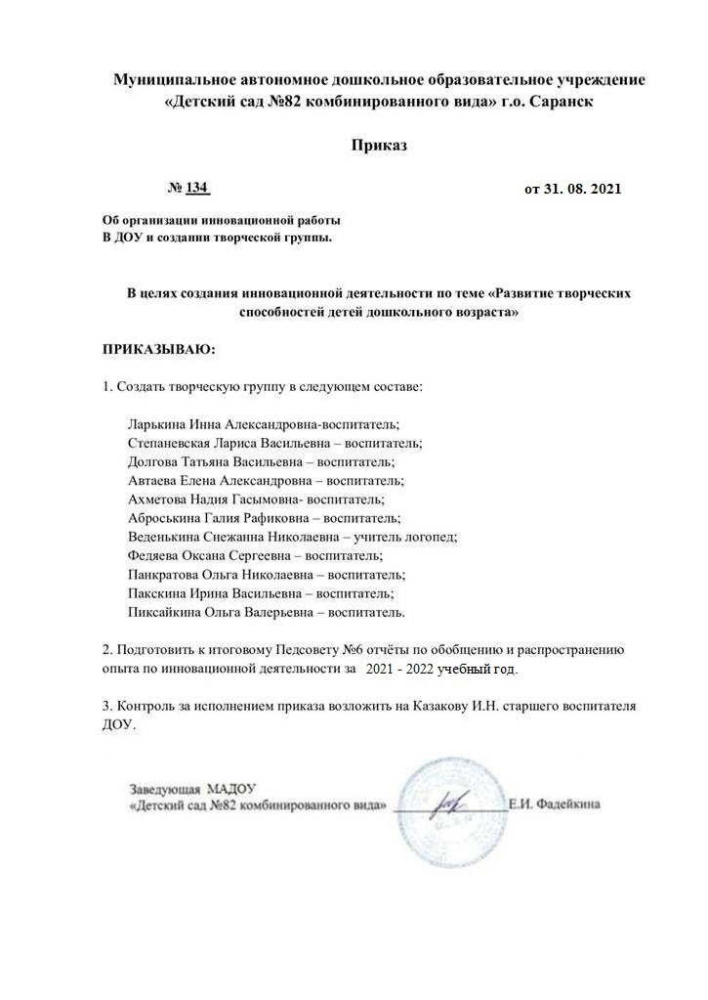 Муниципальное автономное дошкольное образовательное учреждение
«Детский сад №82 комбинированного вида» г.о. Саранск
Приказ
№ 134 от 31. 08. 2021
Об организации инновационной работы
В ДОУ и создании творческой группы.
В целях создания инновационной деятельности по теме «Развитие творческих
способностей детей дошкольного возраста»
ПРИКАЗЫВАЮ:
1. Создать творческую группу в следующем составе:
Ларькина Инна Александровна-воспитатель;
Степаневская Лариса Васильевна – воспитатель;
Долгова Татьяна Васильевна – воспитатель;
Автаева Елена Александровна – воспитатель;
Ахметова Надия Гасымовна- воспитатель;
Аброськина Галия Рафиковна – воспитатель;
Веденькина Снежанна Николаевна – учитель логопед;
Федяева Оксана Сергеевна – воспитатель;
Панкратова Ольга Николаевна – воспитатель;
Пакскина Ирина Васильевна – воспитатель;
Пиксайкина Ольга Валерьевна – воспитатель.
2. Подготовить к итоговому Педсовету №6 отчёты по обобщению и распространению
опыта по инновационной деятельности за 2021 - 2022 учебный год.
3. Контроль за исполнением приказа возложить на Казакову И.Н. старшего воспитателя
ДОУ.
Заведующая МАДОУ
«Детский сад №82 комбинированного вида» Е.И. Фадейкина